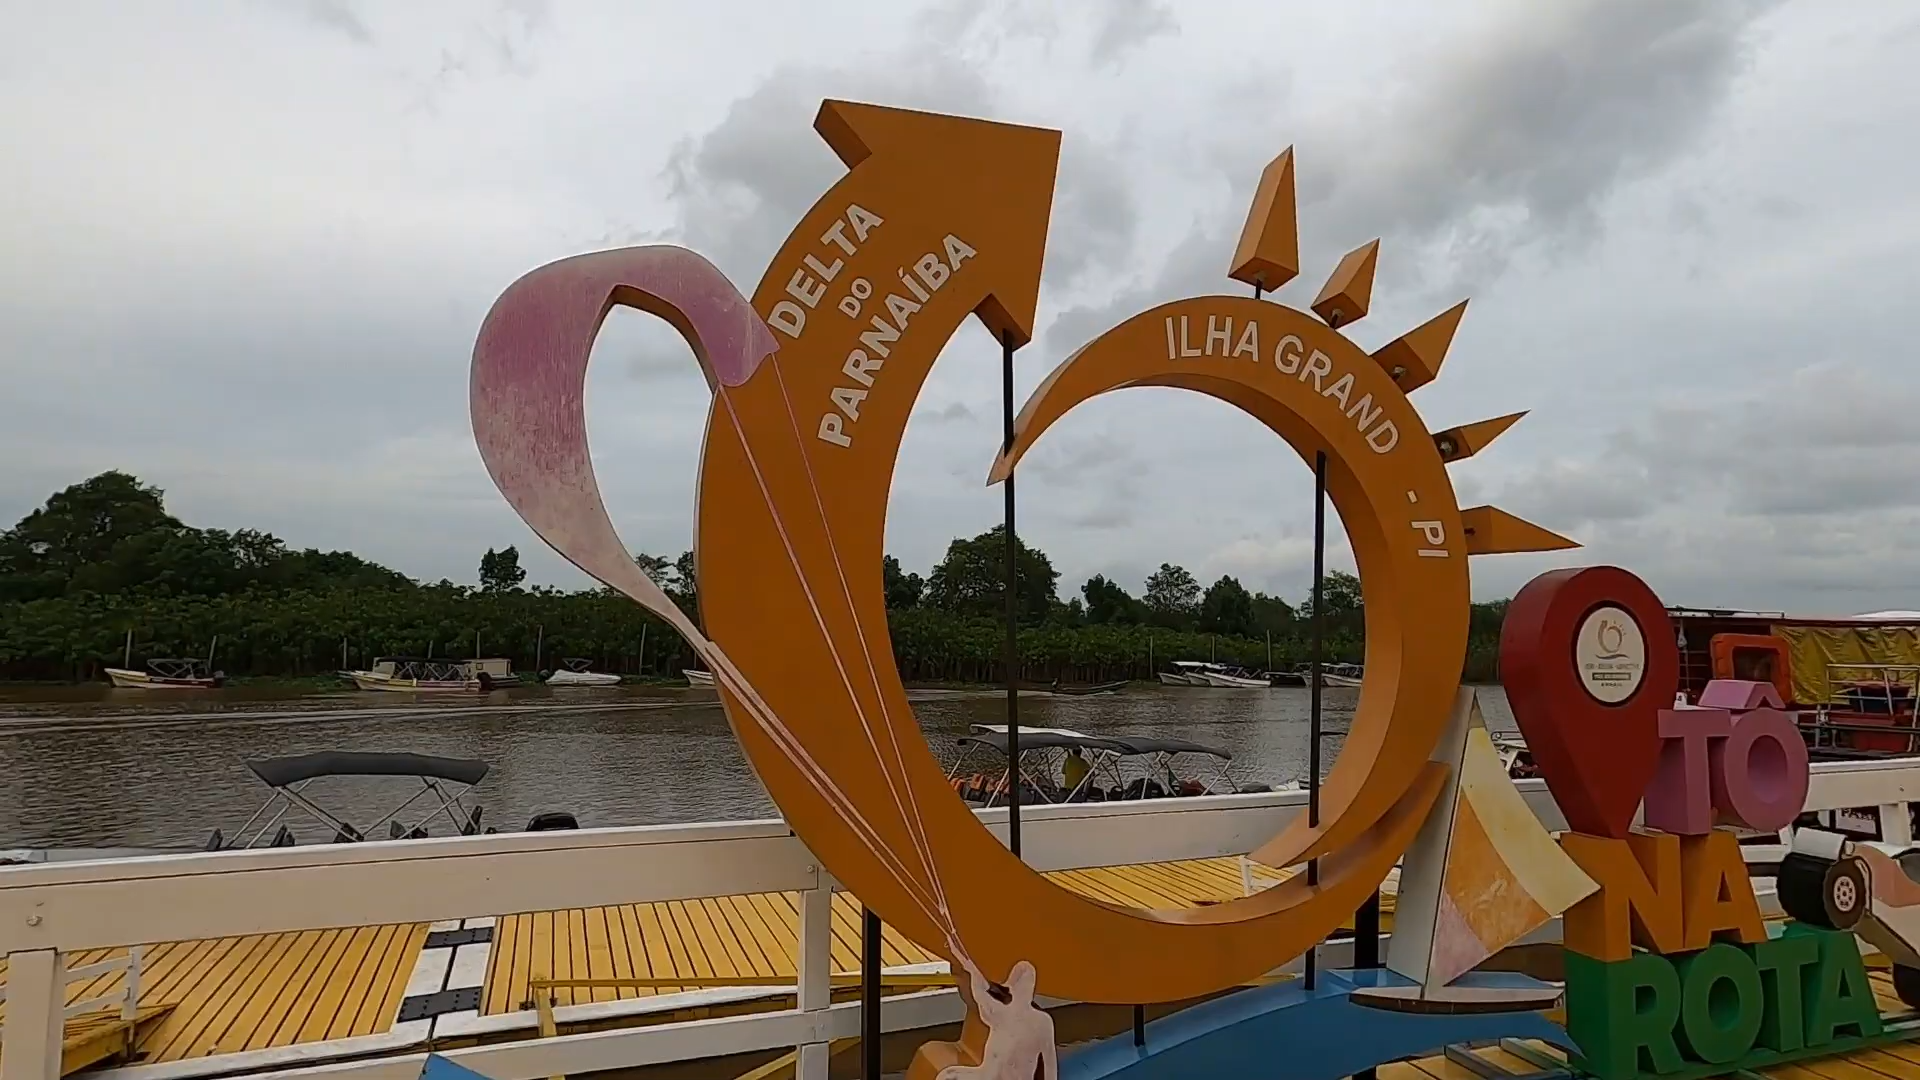 DELTA
DO
PARNAÍBA
ILHA GRAND - PI
TÔ
NA
ROTA